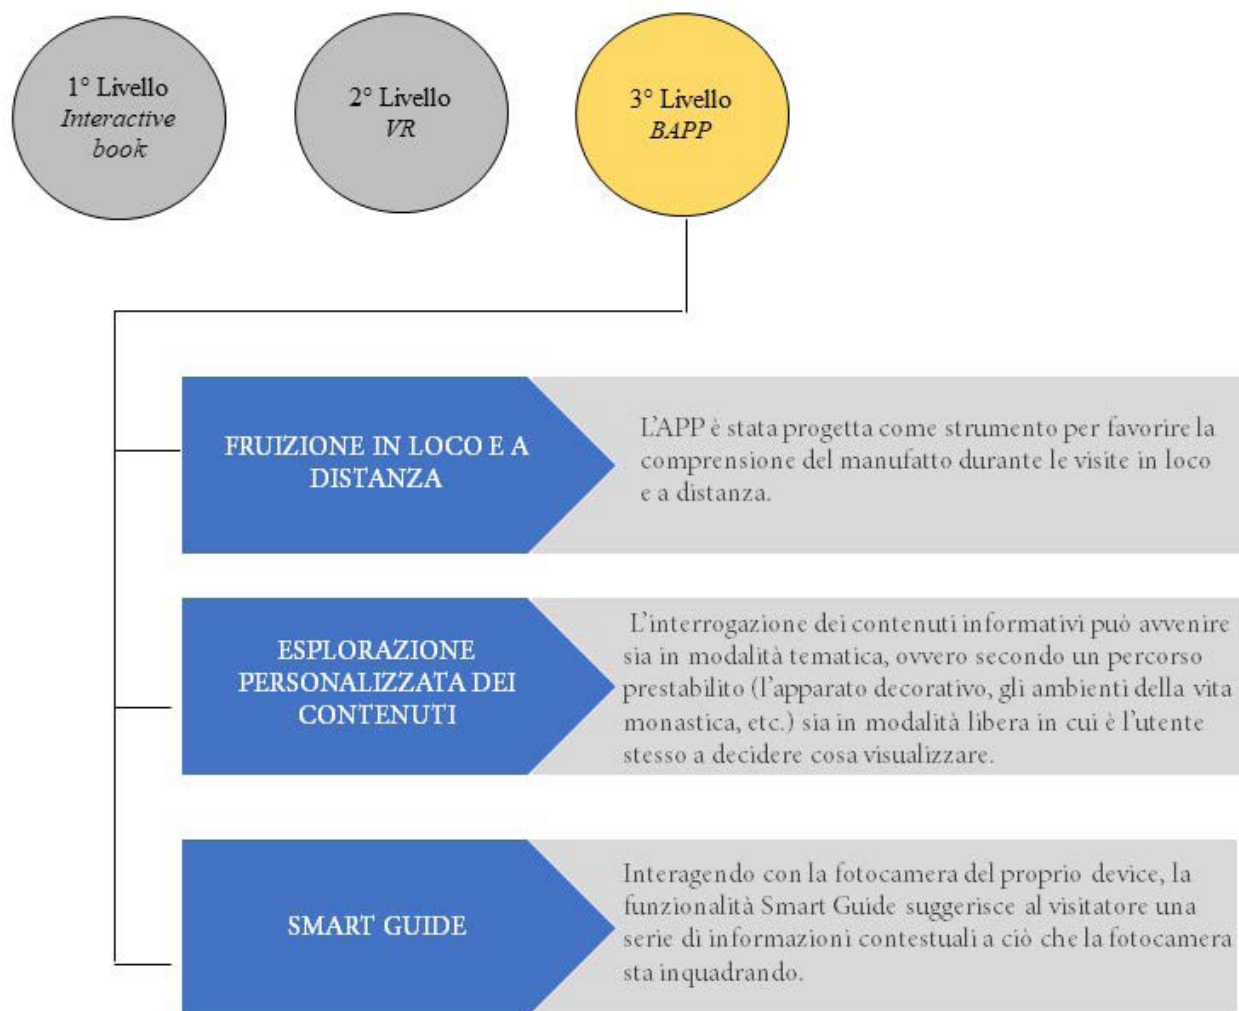 1° Livello
Interactive
book
2° Livello
VR
3° Livello
BAPP
FRUIZIONE IN LOCO E A
DISTANZA
L’APP è stata progetta come strumento per favorire la
comprensione del manufatto durante le visite in loco
e a distanza.
ESPLORAZIONE
PERSONALIZZATA DEI
CONTENUTI
L’interrogazione dei contenuti informativi può avvenire
sia in modalità tematica, ovvero secondo un percorso
prestabilito (l’apparato decorativo, gli ambienti della vita
monastica, etc.) sia in modalità libera in cui è l’utente
stesso a decidere cosa visualizzare.
SMART GUIDE
Interagendo con la fotocamera del proprio device, la
funzionalità Smart Guide suggerisce al visitatore una
serie di informazioni contestuali a ciò che la fotocamera
sta inquadrando.